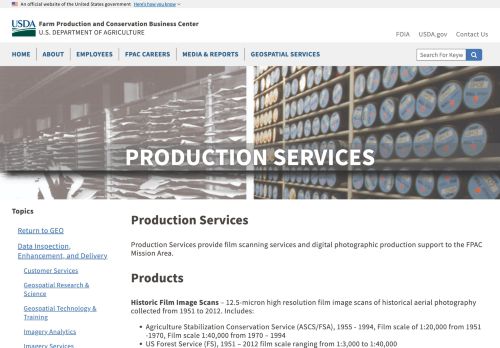 An official website of the United States government Here's how you know
USDA Farm Production and Conservation Business Center
U.S. DEPARTMENT OF AGRICULTURE
FOIA USDA.gov Contact Us
HOME ABOUT EMPLOYEES FPAC CAREERS MEDIA & REPORTS GEOSPATIAL SERVICES
Search For Keyw
PRODUCTION SERVICES
Topics
Return to GEO
Data Inspection,
Enhancement, and Delivery
Customer Services
Geospatial Research &
Science
Geospatial Technology &
Training
Imagery Analytics
Imagery Services
Production Services
Production Services provide film scanning services and digital photographic production support to the FPAC
Mission Area.
Products
Historic Film Image Scans – 12.5-micron high resolution film image scans of historical aerial photography
collected from 1951 to 2012. Includes:
Agriculture Stabilization Conservation Service (ASCS/FSA), 1955 - 1994, Film scale of 1:20,000 from 1951
-1970, Film scale 1:40,000 from 1970 – 1994
US Forest Service (FS), 1951 – 2012 film scale ranging from 1:3,000 to 1:40,000